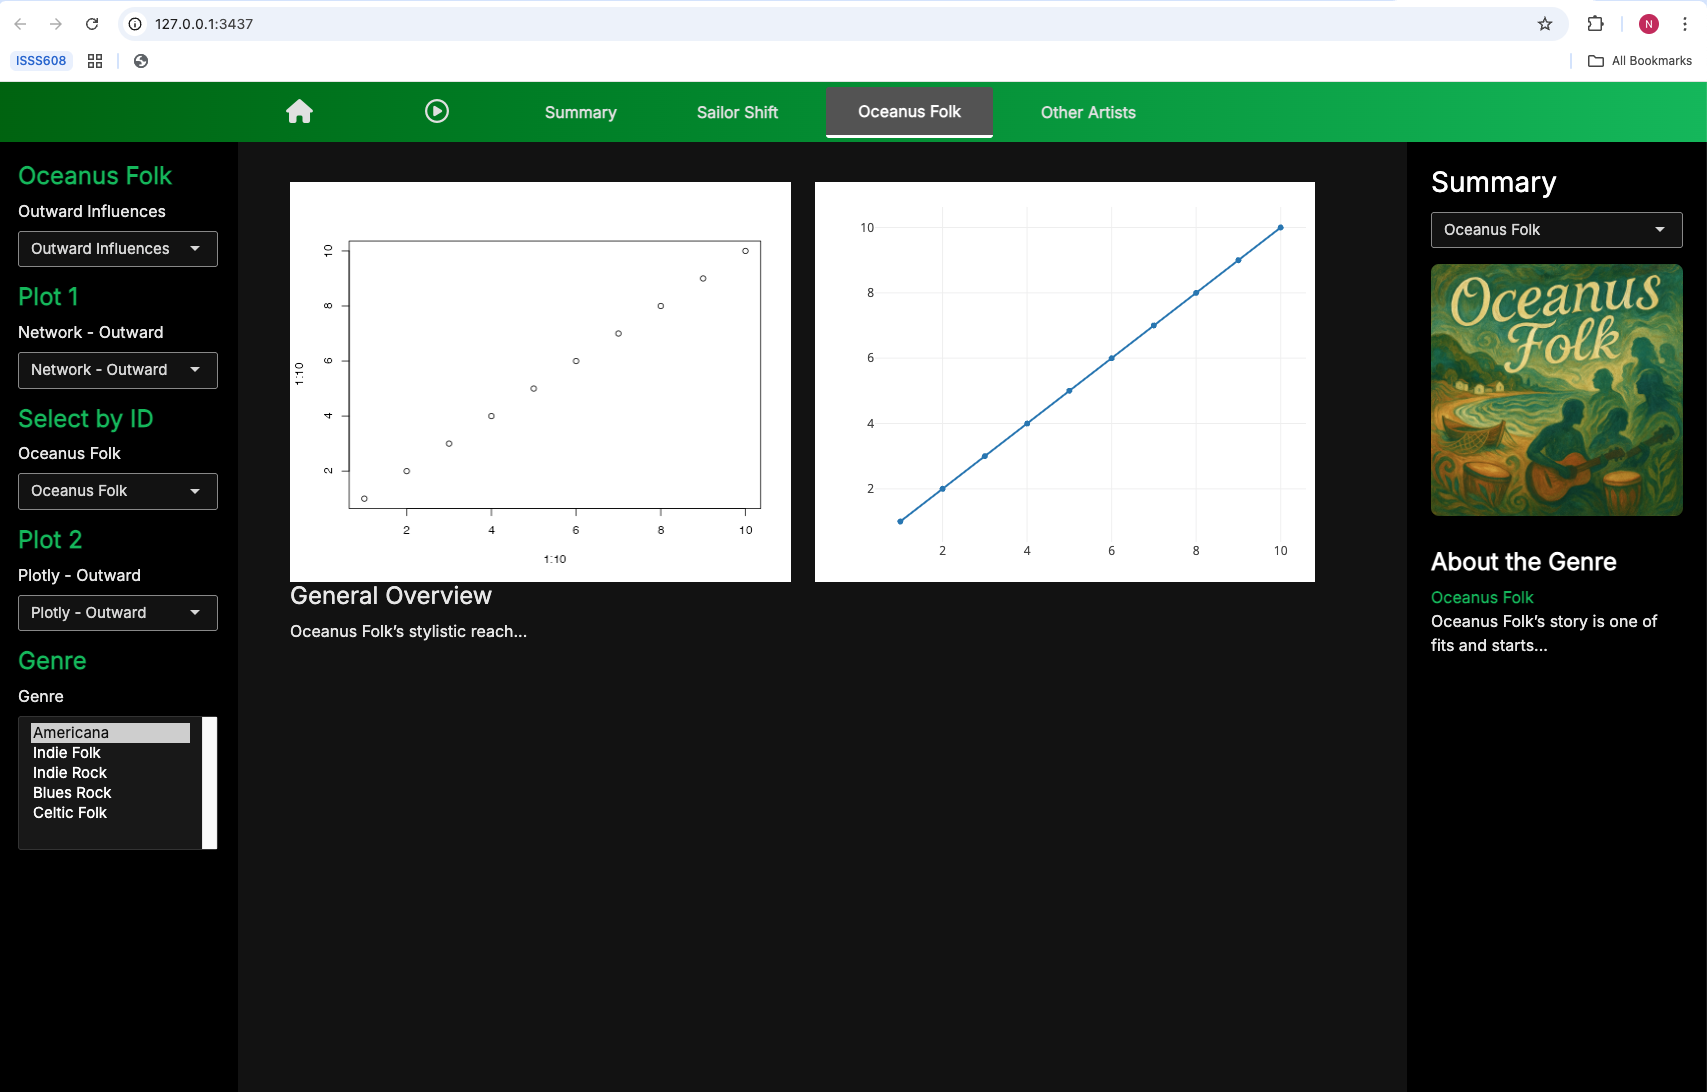 127.0.0.1:3437
N
ISSS608
All Bookmarks
Summary
Sailor Shift
Oceanus Folk
Other Artists
Oceanus Folk
Outward Influences
Outward Influences
Plot 1
Network - Outward
Network - Outward
Select by ID
Oceanus Folk
Oceanus Folk
Plot 2
Plotly - Outward
Plotly - Outward
Genre
Genre
Americana
Indie Folk
Indie Rock
Blues Rock
Celtic Folk
10
8
6
4
2
1:10
2 4 6 8 10
1:10
10
8
6
4
2
2 4 6 8 10
General Overview
Oceanus Folk's stylistic reach...
Summary
Oceanus Folk
Oceanus
Folk
About the Genre
Oceanus Folk
Oceanus Folk's story is one of
fits and starts...